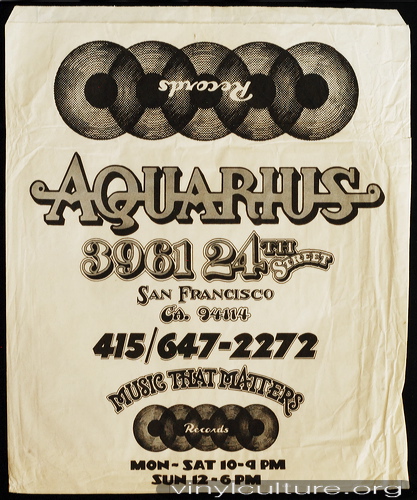 Records
AQUARIUS
3961 24TH STREET
SAN FRANCISCO
CA. 94114
415/647-2272
MUSIC THAT MATTERS
Records
MON~SAT 10-9 PM
SUN 12-6 PM
vinylculture.org